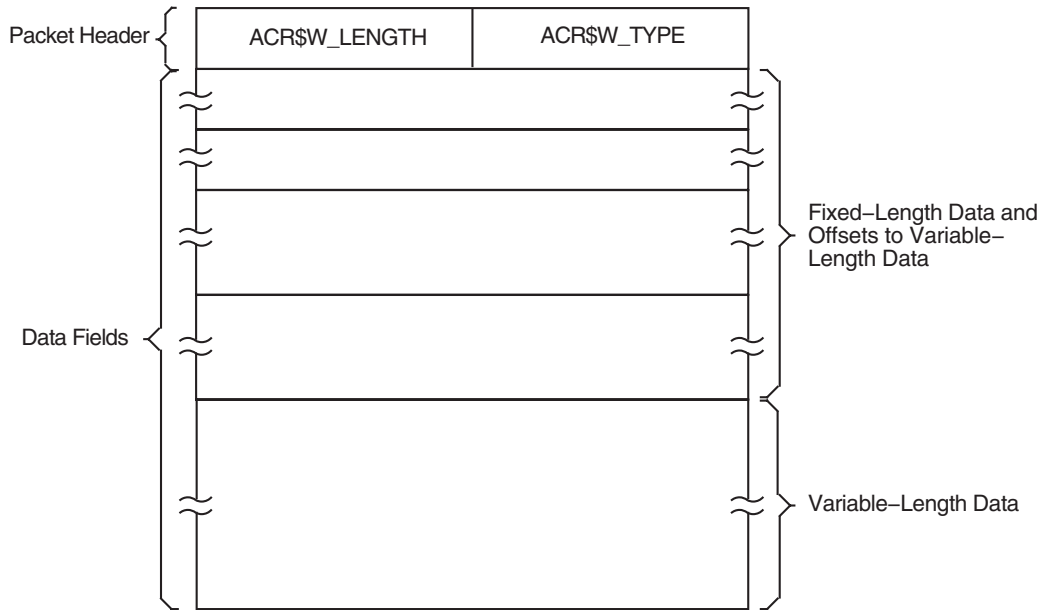 Packet Header
ACR$W_LENGTH
ACR$W_TYPE
Fixed−Length Data and
Offsets to Variable−
Length Data
Data Fields
Variable−Length Data